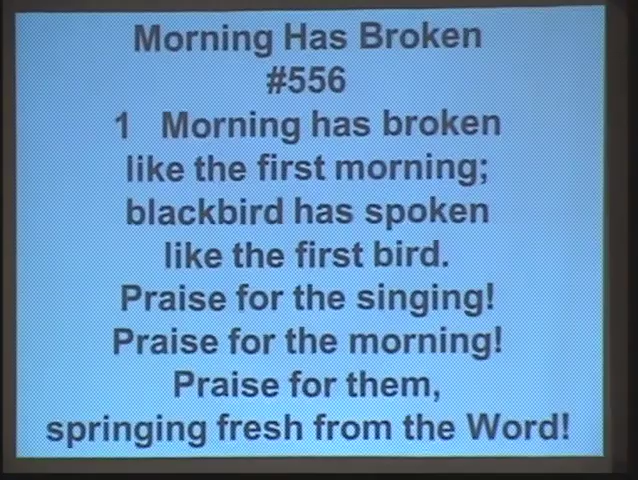 Morning Has Broken
#556
1 Morning has broken
like the first morning;
blackbird has spoken
like the first bird.
Praise for the singing!
Praise for the morning!
Praise for them,
springing fresh from the Word!